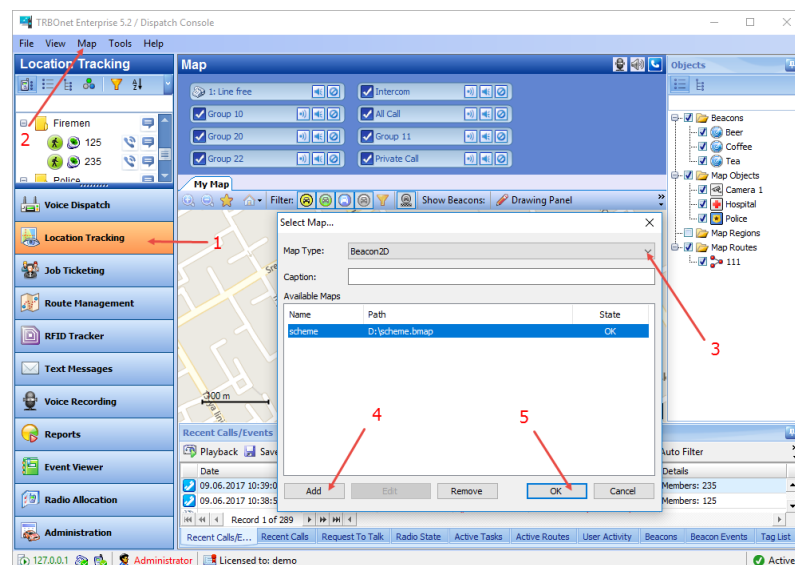 TRBOnet Enterprise 5.2 / Dispatch Console
File View Map Tools Help
Location Tracking
Map
Objects
1: Line free
Intercom
Group 10
All Call
Group 20
Group 11
Group 22
Private Call
Firemen
125
235
Police
2
My Map
Filter:
Show Beacons:
Drawing Panel
Beacons
Beer
Coffee
Tea
Map Objects
Camera 1
Hospital
Police
Map Regions
Map Routes
111
Voice Dispatch
Location Tracking
Job Ticketing
Route Management
RFID Tracker
Text Messages
Voice Recording
Reports
Event Viewer
Radio Allocation
Administration
1
Select Map...
Map Type: Beacon2D
Caption:
Available Maps
Name Path State
scheme D:\scheme.bmap OK
3
4
5
Add Edit Remove OK Cancel
Recent Calls/Events
Playback Save
Auto Filter
Date Details
09.06.2017 10:39:0 Members: 235
09.06.2017 10:38:5 Members: 125
Record 1 of 289
Recent Calls/E... Recent Calls Request To Talk Radio State Active Tasks Active Routes User Activity Beacons Beacon Events Tag List
127.0.0.1 Administrator Licensed to: demo Active